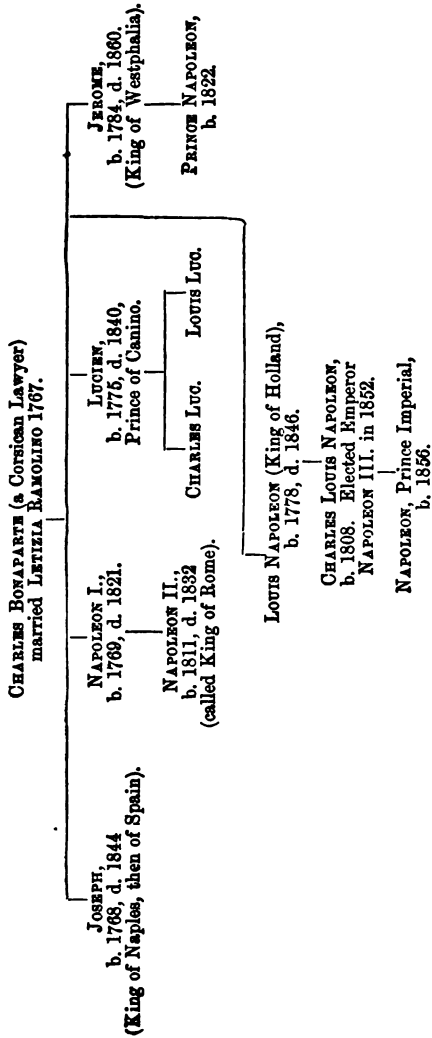 CHARLES BONAPARTE (a Corsican Lawyer)
married LETIZIA RAMOLINO 1767.
JOSEPH,
b. 1768, d. 1844
(King of Naples, then of Spain).
NAPOLEON I.,
b. 1769, d. 1821.
NAPOLEON II.,
b. 1811, d. 1832
(called King of Rome).
LUCIEN,
b. 1775, d. 1840,
Prince of Canino.
CHARLES LUC.
LOUIS LUC.
JEROME,
b. 1784, d. 1860.
(King of Westphalia).
PRINCE NAPOLEON,
b. 1822.
LOUIS NAPOLEON (King of Holland),
b. 1778, d. 1846.
CHARLES LOUIS NAPOLEON,
b. 1808. Elected Emperor
NAPOLEON III. in 1852.
NAPOLEON, Prince Imperial,
b. 1856.